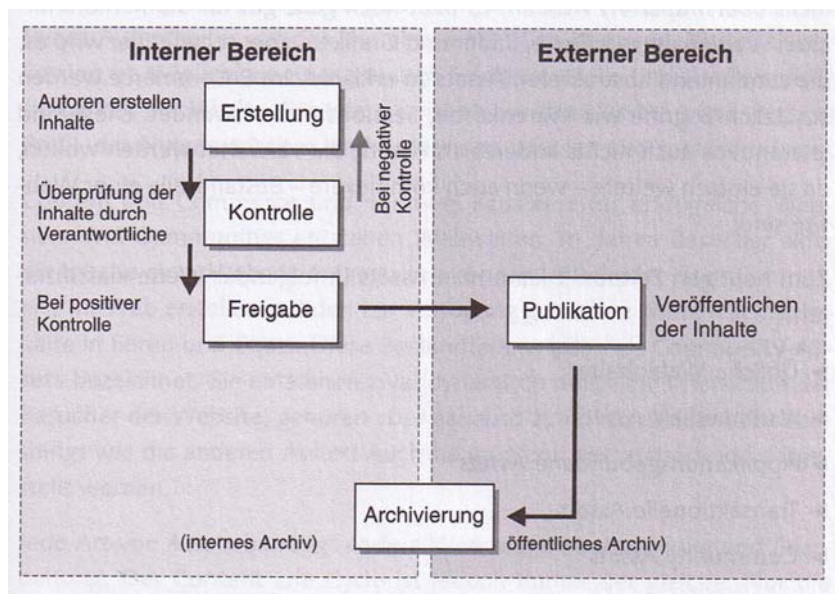 Interner Bereich
Externer Bereich
Autoren erstellen
Inhalte
Erstellung
Bei negativer
Kontrolle
Überprüfung der
Inhalte durch
Verantwortliche
Kontrolle
Bei positiver
Kontrolle
Freigabe
Publikation
Veröffentlichen
der Inhalte
Archivierung
(internes Archiv)
(öffentliches Archiv)